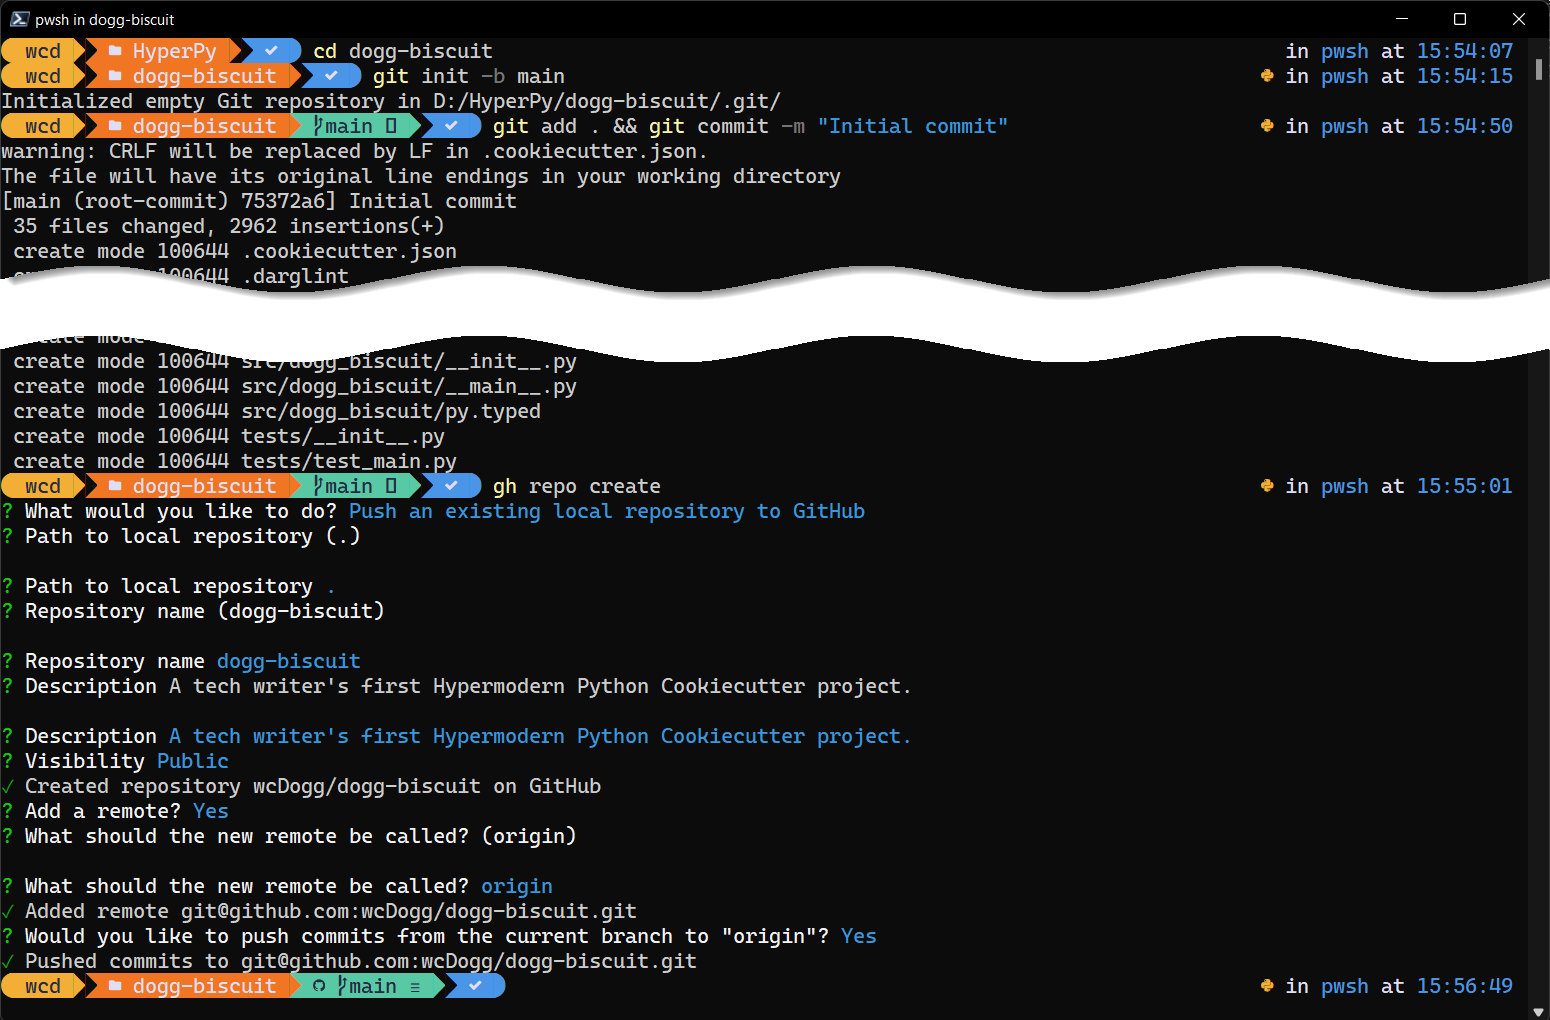 pwsh in dogg-biscuit
wcd HyperPy cd dogg-biscuit in pwsh at 15:54:07
wcd dogg-biscuit git init -b main in pwsh at 15:54:15
Initialized empty Git repository in D:/HyperPy/dogg-biscuit/.git/
wcd dogg-biscuit main git add . && git commit -m "Initial commit" in pwsh at 15:54:50
warning: CRLF will be replaced by LF in .cookiecutter.json.
The file will have its original line endings in your working directory
[main (root-commit) 75372a6] Initial commit
35 files changed, 2962 insertions(+)
create mode 100644 .cookiecutter.json
100644 .darglint
create mode 100644 src/dogg_biscuit/__init__.py
create mode 100644 src/dogg_biscuit/__main__.py
create mode 100644 src/dogg_biscuit/py.typed
create mode 100644 tests/__init__.py
create mode 100644 tests/test_main.py
wcd dogg-biscuit main gh repo create in pwsh at 15:55:01
? What would you like to do? Push an existing local repository to GitHub
? Path to local repository (.)
? Path to local repository .
? Repository name (dogg-biscuit)
? Repository name dogg-biscuit
? Description A tech writer's first Hypermodern Python Cookiecutter project.
? Description A tech writer's first Hypermodern Python Cookiecutter project.
? Visibility Public
✓ Created repository wcDogg/dogg-biscuit on GitHub
? Add a remote? Yes
? What should the new remote be called? (origin)
? What should the new remote be called? origin
✓ Added remote git@github.com:wcDogg/dogg-biscuit.git
? Would you like to push commits from the current branch to "origin"? Yes
✓ Pushed commits to git@github.com:wcDogg/dogg-biscuit.git
wcd dogg-biscuit main ≡ in pwsh at 15:56:49